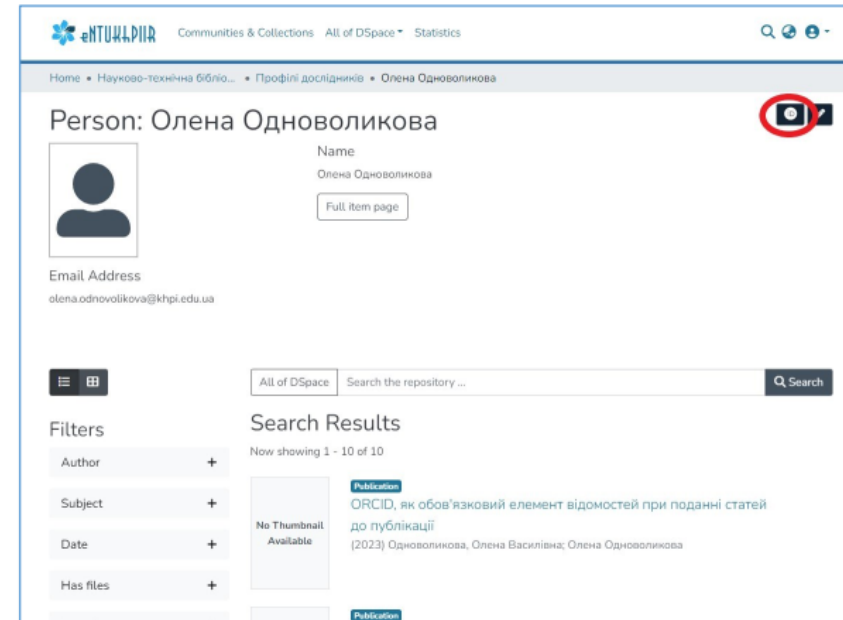 eNTUKhPIIR Communities & Collections All of DSpace Statistics
Home • Науково-технічна бібліо... • Профілі дослідників • Олена Одноволикова
Person: Олена Одноволикова
Name
Олена Одноволикова
Full item page
Email Address
olena.odnovolikova@khpi.edu.ua
All of DSpace Search the repository ... Search
Filters
Search Results
Now showing 1 - 10 of 10
Author +
Subject +
Date +
Has files +
No Thumbnail
Available
Publication
ORCID, як обов'язковий елемент відомостей при поданні статей
до публікації
(2023) Одноволикова, Олена Василівна; Олена Одноволикова
Publication